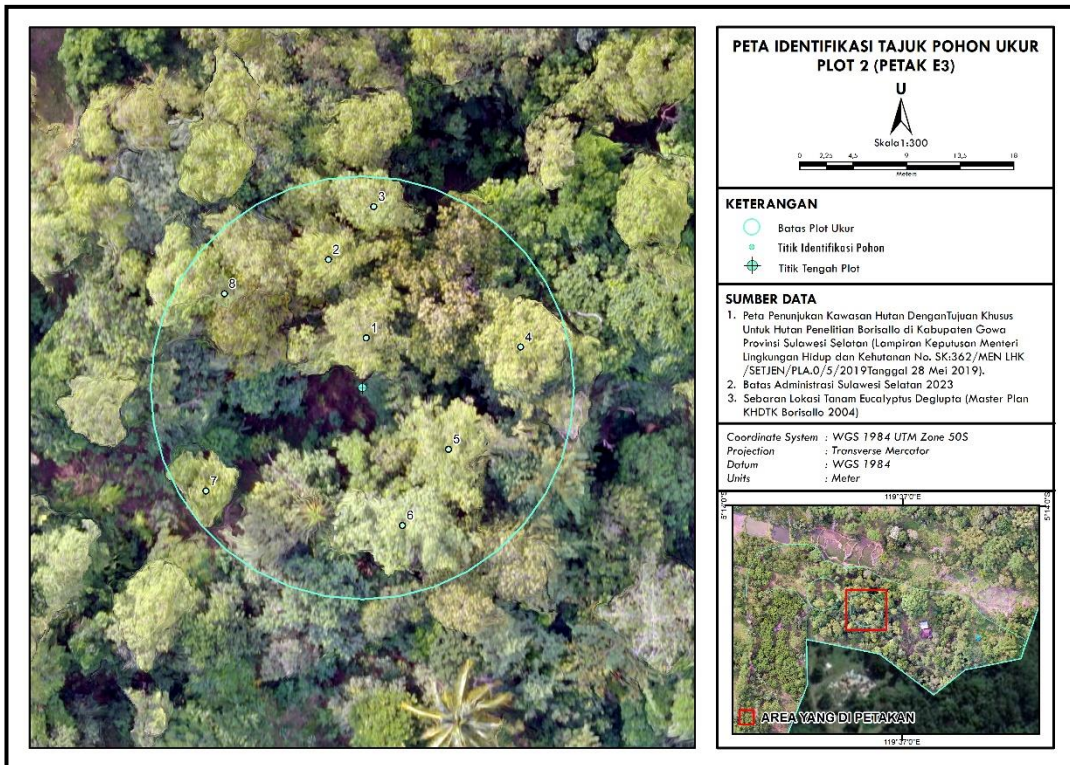 PETA IDENTIFIKASI TAJUK POHON UKUR
PLOT 2 (PETAK E3)
U
Skala1:300
0 2,25 4,5 9 13,5 18
Meters
KETERANGAN
Batas Plot Ukur
Titik Identifikasi Pohon
Titik Tengah Plot
SUMBER DATA
1. Peta Penunjukan Kawasan Hutan DenganTujuan Khusus
Untuk Hutan Penelitian Borisallo di Kabupaten Gowa
Provinsi Sulawesi Selatan (Lampiran Keputusan Menteri
Lingkungan Hidup dan Kehutanan No. SK:362/MEN LHK
/SETJEN/PLA.0/5/2019Tanggal 28 Mei 2019).
2. Batas Administrasi Sulawesi Selatan 2023
3. Sebaran Lokasi Tanam Eucalyptus Deglupta (Master Plan
KHDTK Borisallo 2004)
Coordinate System : WGS 1984 UTM Zone 50S
Projection : Transverse Mercator
Datum : WGS 1984
Units : Meter
119°37'0"E
AREA YANG DI PETAKAN
119°37'0"E
3
2
8
1
4
5
7
6